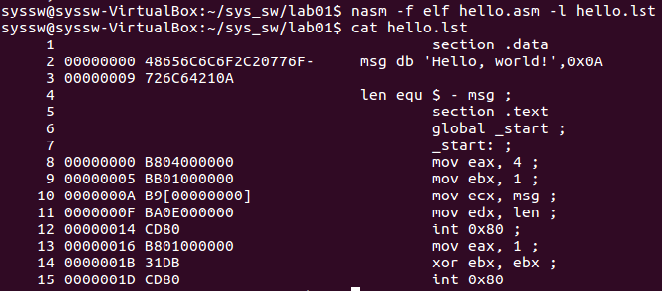 syssw@syssw-VirtualBox:~/sys_sw/lab01$ nasm -f elf hello.asm -l hello.lst
syssw@syssw-VirtualBox:~/sys_sw/lab01$ cat hello.lst
1 section .data
2 00000000 48656C6C6F2C20776F- msg db 'Hello, world!',0x0A
3 00000009 726C64210A
4 len equ $ - msg ;
5 section .text
6 global _start ;
7 _start: ;
8 00000000 B804000000 mov eax, 4 ;
9 00000005 BB01000000 mov ebx, 1 ;
10 0000000A B9[00000000] mov ecx, msg ;
11 0000000F BA0E000000 mov edx, len ;
12 00000014 CD80 int 0x80 ;
13 00000016 B801000000 mov eax, 1 ;
14 0000001B 31DB xor ebx, ebx ;
15 0000001D CD80 int 0x80